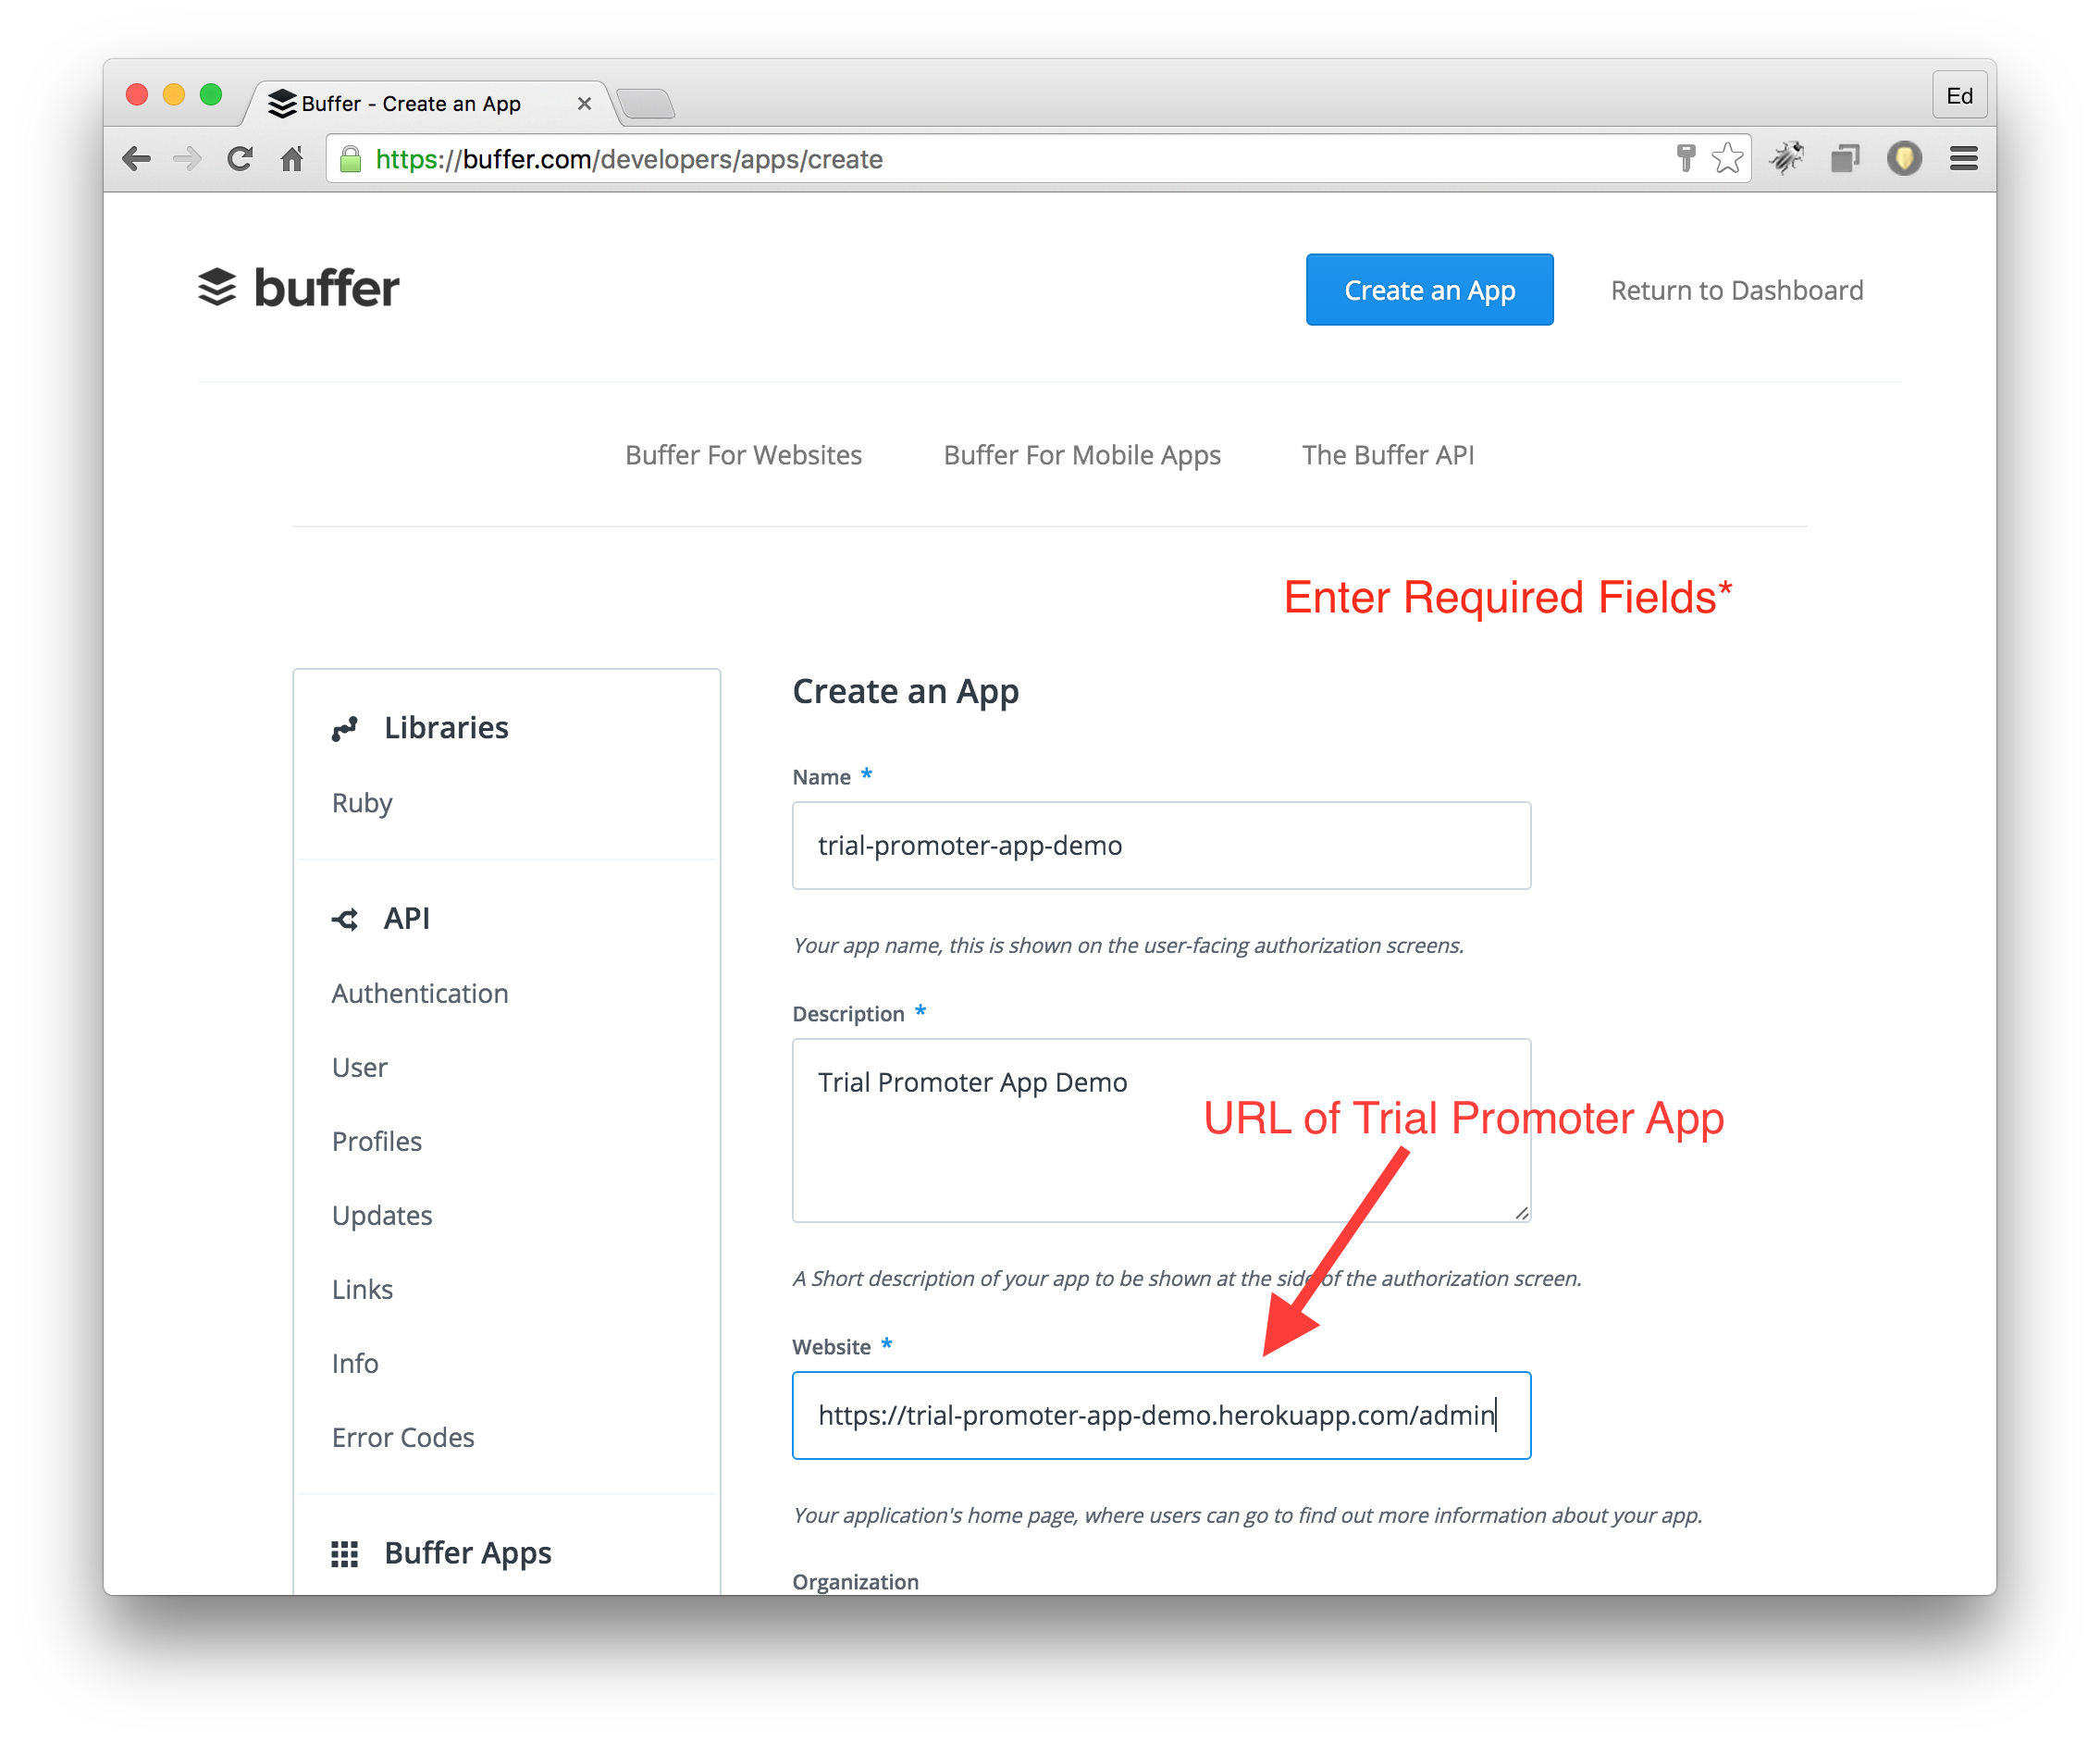 Buffer - Create an App
Ed
https://buffer.com/developers/apps/create
buffer
Create an App
Return to Dashboard
Buffer For Websites
Buffer For Mobile Apps
The Buffer API
Enter Required Fields*
Libraries
Ruby
API
Authentication
User
Profiles
Updates
Links
Info
Error Codes
Buffer Apps
Create an App
Name *
trial-promoter-app-demo
Your app name, this is shown on the user-facing authorization screens.
Description *
Trial Promoter App Demo
URL of Trial Promoter App
A Short description of your app to be shown at the side of the authorization screen.
Website *
https://trial-promoter-app-demo.herokuapp.com/admin
Your application's home page, where users can go to find out more information about your app.
Organization